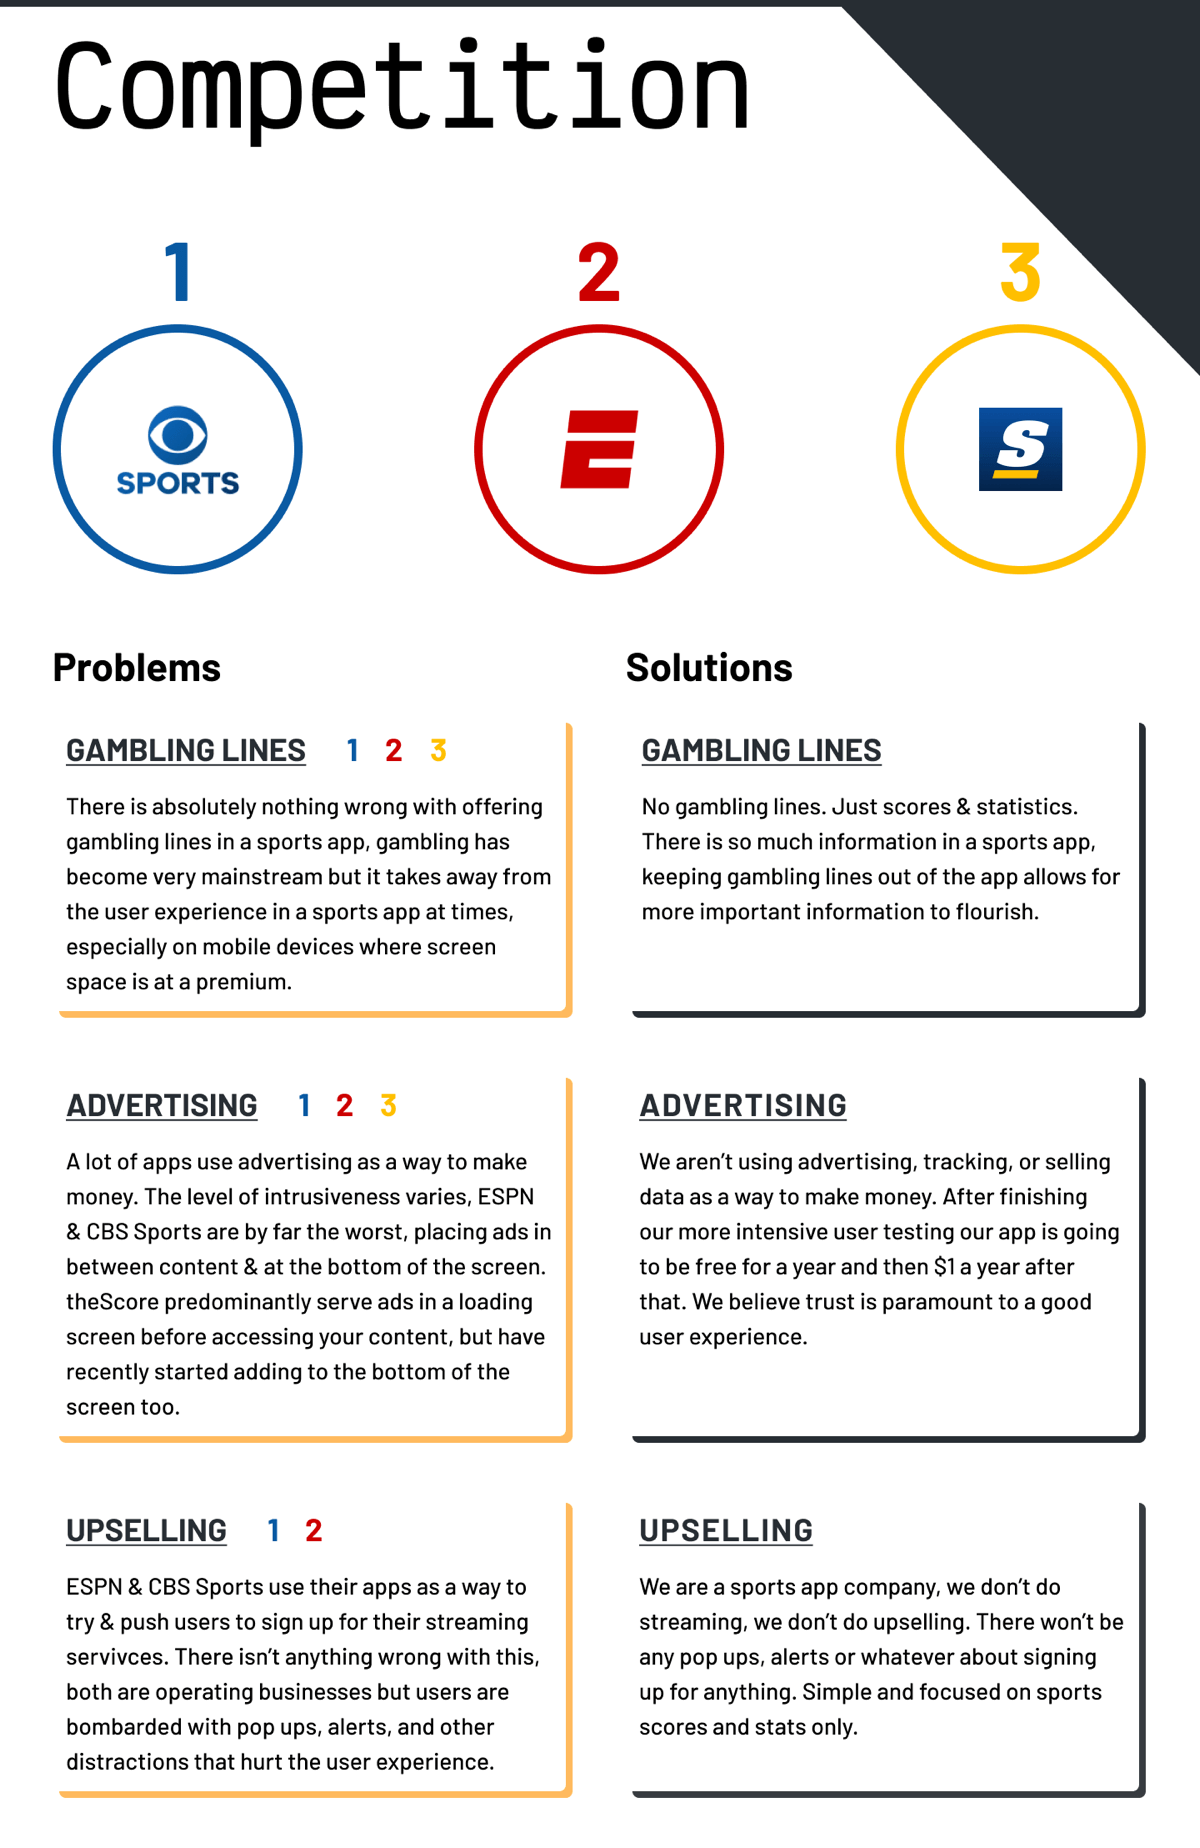 Competition
1
2
3
SPORTS
E
S
Problems
GAMBLING LINES 1 2 3
There is absolutely nothing wrong with offering
gambling lines in a sports app, gambling has
become very mainstream but it takes away from
the user experience in a sports app at times,
especially on mobile devices where screen
space is at a premium.
Solutions
GAMBLING LINES
No gambling lines. Just scores & statistics.
There is so much information in a sports app,
keeping gambling lines out of the app allows for
more important information to flourish.
ADVERTISING 1 2 3
A lot of apps use advertising as a way to make
money. The level of intrusiveness varies, ESPN
& CBS Sports are by far the worst, placing ads in
between content & at the bottom of the screen.
theScore predominantly serve ads in a loading
screen before accessing your content, but have
recently started adding to the bottom of the
screen too.
ADVERTISING
We aren't using advertising, tracking, or selling
data as a way to make money. After finishing
our more intensive user testing our app is going
to be free for a year and then $1 a year after
that. We believe trust is paramount to a good
user experience.
UPSELLING 1 2
ESPN & CBS Sports use their apps as a way to
try & push users to sign up for their streaming
servivces. There isn't anything wrong with this,
both are operating businesses but users are
bombarded with pop ups, alerts, and other
distractions that hurt the user experience.
UPSELLING
We are a sports app company, we don't do
streaming, we don't do upselling. There won't be
any pop ups, alerts or whatever about signing
up for anything. Simple and focused on sports
scores and stats only.